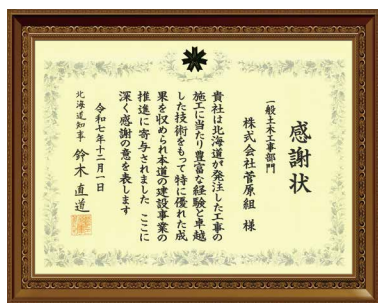 感謝状
一般土木工事部門
株式会社菅原組 様
貴社は北海道が発注した工事の
施工に当たり豊富な経験と卓越
した技術をもって特に優れた成
果を収められ本道の建設事業の
推進に寄与されました ここに
深く感謝の意を表します
令和七年十二月一日
北海道知事 鈴木 直道